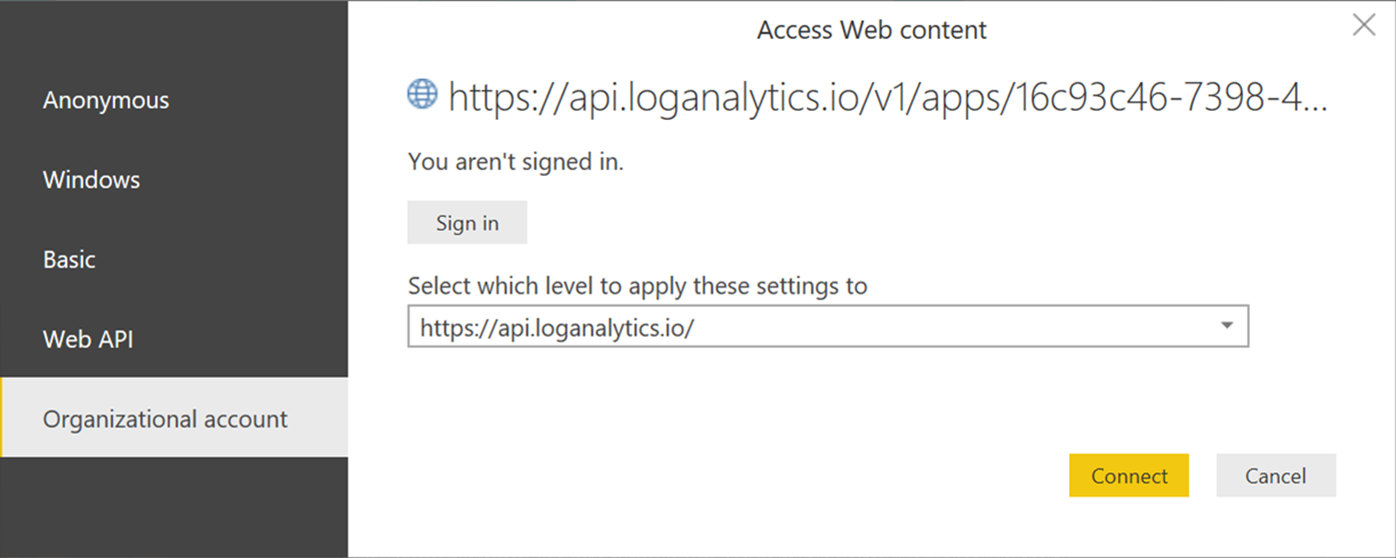 Access Web content
Anonymous
Windows
Basic
Web API
Organizational account
https://api.loganalytics.io/v1/apps/16c93c46-7398-4...
You aren't signed in.
Sign in
Select which level to apply these settings to
https://api.loganalytics.io/
Connect
Cancel